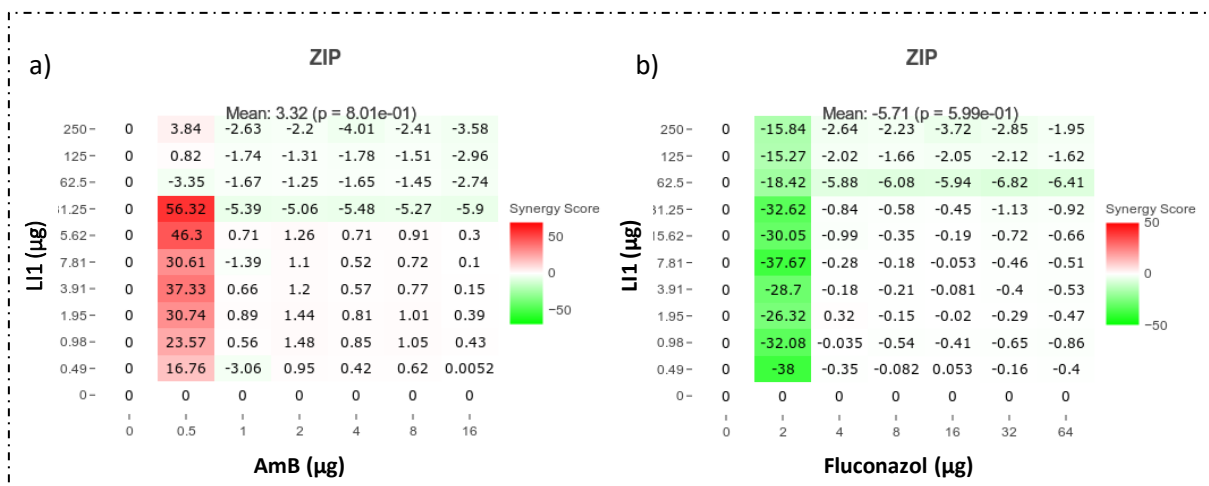 a)
ZIP
Mean: 3.32 (p = 8.01e-01)
250 0 3.84 -2.63 -2.2 -4.01 -2.41 -3.58
125 0 0.82 -1.74 -1.31 -1.78 -1.51 -2.96
62.5 0 -3.35 -1.67 -1.25 -1.65 -1.45 -2.74
31.25 0 56.32 -5.39 -5.06 -5.48 -5.27 -5.9
5.62 0 46.3 0.71 1.26 0.71 0.91 0.3
7.81 0 30.61 -1.39 1.1 0.52 0.72 0.1
3.91 0 37.33 0.66 1.2 0.57 0.77 0.15
1.95 0 30.74 0.89 1.44 0.81 1.01 0.39
0.98 0 23.57 0.56 1.48 0.85 1.05 0.43
0.49 0 16.76 -3.06 0.95 0.42 0.62 0.0052
0 0 0 0 0 0 0 0
0 0.5 1 2 4 8 16
LI1 (µg)
AmB (µg)
Synergy Score
50
0
−50
b)
ZIP
Mean: -5.71 (p = 5.99e-01)
250 0 -15.84 -2.64 -2.23 -3.72 -2.85 -1.95
125 0 -15.27 -2.02 -1.66 -2.05 -2.12 -1.62
62.5 0 -18.42 -5.88 -6.08 -5.94 -6.82 -6.41
31.25 0 -32.62 -0.84 -0.58 -0.45 -1.13 -0.92
15.62 0 -30.05 -0.99 -0.35 -0.19 -0.72 -0.66
7.81 0 -37.67 -0.28 -0.18 -0.053 -0.46 -0.51
3.91 0 -28.7 -0.18 -0.21 -0.081 -0.4 -0.53
1.95 0 -26.32 0.32 -0.15 -0.02 -0.29 -0.47
0.98 0 -32.08 -0.035 -0.54 -0.41 -0.65 -0.86
0.49 0 -38 -0.35 -0.082 0.053 -0.16 -0.4
0 0 0 0 0 0 0 0
0 2 4 8 16 32 64
LI1 (µg)
Fluconazol (µg)
Synergy Score
50
0
−50